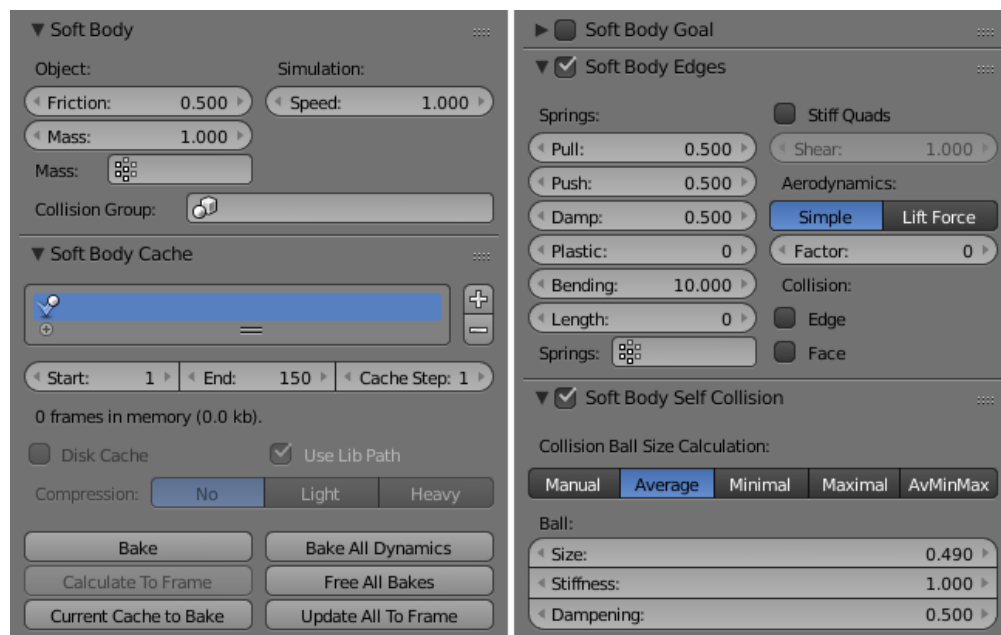 Soft Body
Object: Simulation:
Friction: 0.500 Speed: 1.000
Mass: 1.000
Mass:
Collision Group:
Soft Body Cache
Start: 1 End: 150 Cache Step: 1
0 frames in memory (0.0 kb).
Disk Cache Use Lib Path
Compression: No Light Heavy
Bake Bake All Dynamics
Calculate To Frame Free All Bakes
Current Cache to Bake Update All To Frame
Soft Body Goal
Soft Body Edges
Springs: Stiff Quads
Pull: 0.500 Shear: 1.000
Push: 0.500 Aerodynamics:
Damp: 0.500 Simple Lift Force
Plastic: 0 Factor: 0
Bending: 10.000 Collision:
Length: 0 Edge
Springs: Face
Soft Body Self Collision
Collision Ball Size Calculation:
Manual Average Minimal Maximal AvMinMax
Ball:
Size: 0.490
Stiffness: 1.000
Dampening: 0.500